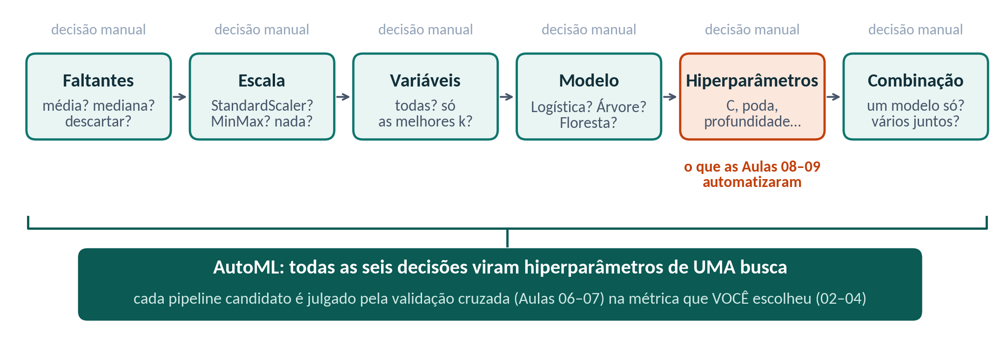 decisão manual
decisão manual
decisão manual
decisão manual
decisão manual
decisão manual
Faltantes
média? mediana?
descartar?
Escala
StandardScaler?
MinMax? nada?
Variáveis
todas? só
as melhores k?
Modelo
Logística? Árvore?
Floresta?
Hiperparâmetros
C, poda,
profundidade...
Combinação
um modelo só?
vários juntos?
o que as Aulas 08–09
automatizaram
AutoML: todas as seis decisões viram hiperparâmetros de UMA busca
cada pipeline candidato é julgado pela validação cruzada (Aulas 06–07) na métrica que VOCÊ escolheu (02–04)